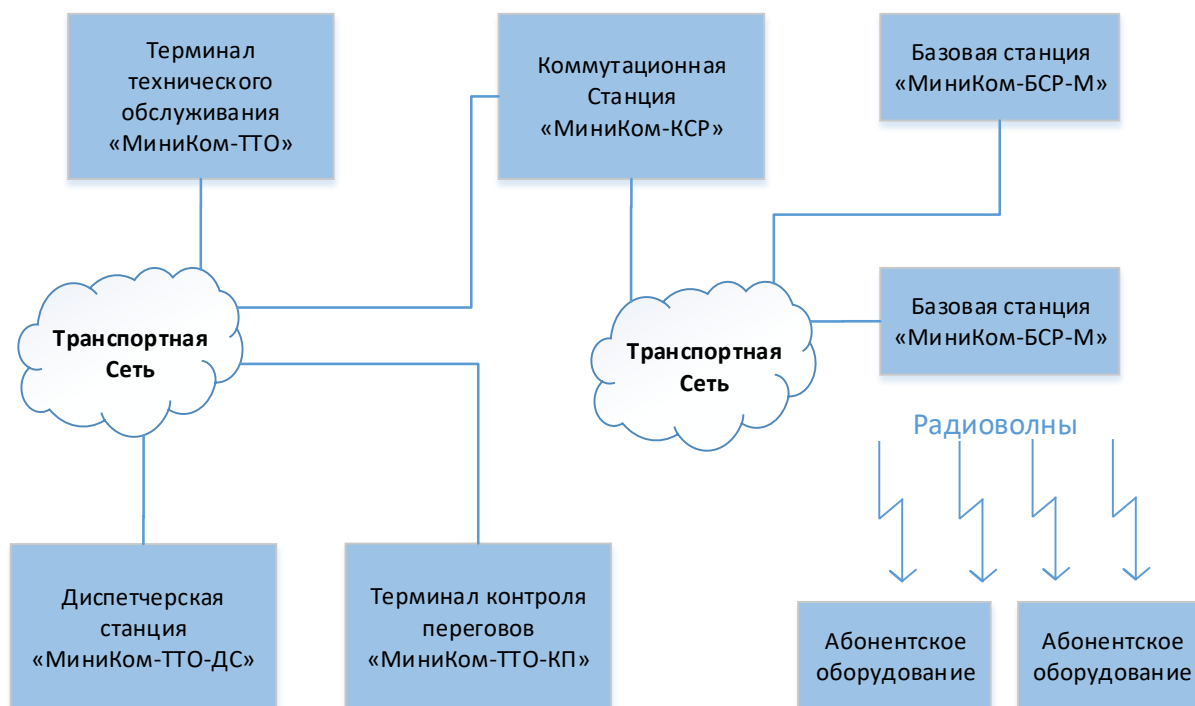 Терминал
технического
обслуживания
«МиниКом-ТТО»
Коммутационная
Станция
«МиниКом-КСР»
Базовая станция
«МиниКом-БСР-М»
Транспортная
Сеть
Транспортная
Сеть
Базовая станция
«МиниКом-БСР-М»
Радиоволны
Диспетчерская
станция
«МиниКом-ТТО-ДС»
Терминал контроля
переговов
«МиниКом-ТТО-КП»
Абонентское
оборудование
Абонентское
оборудование